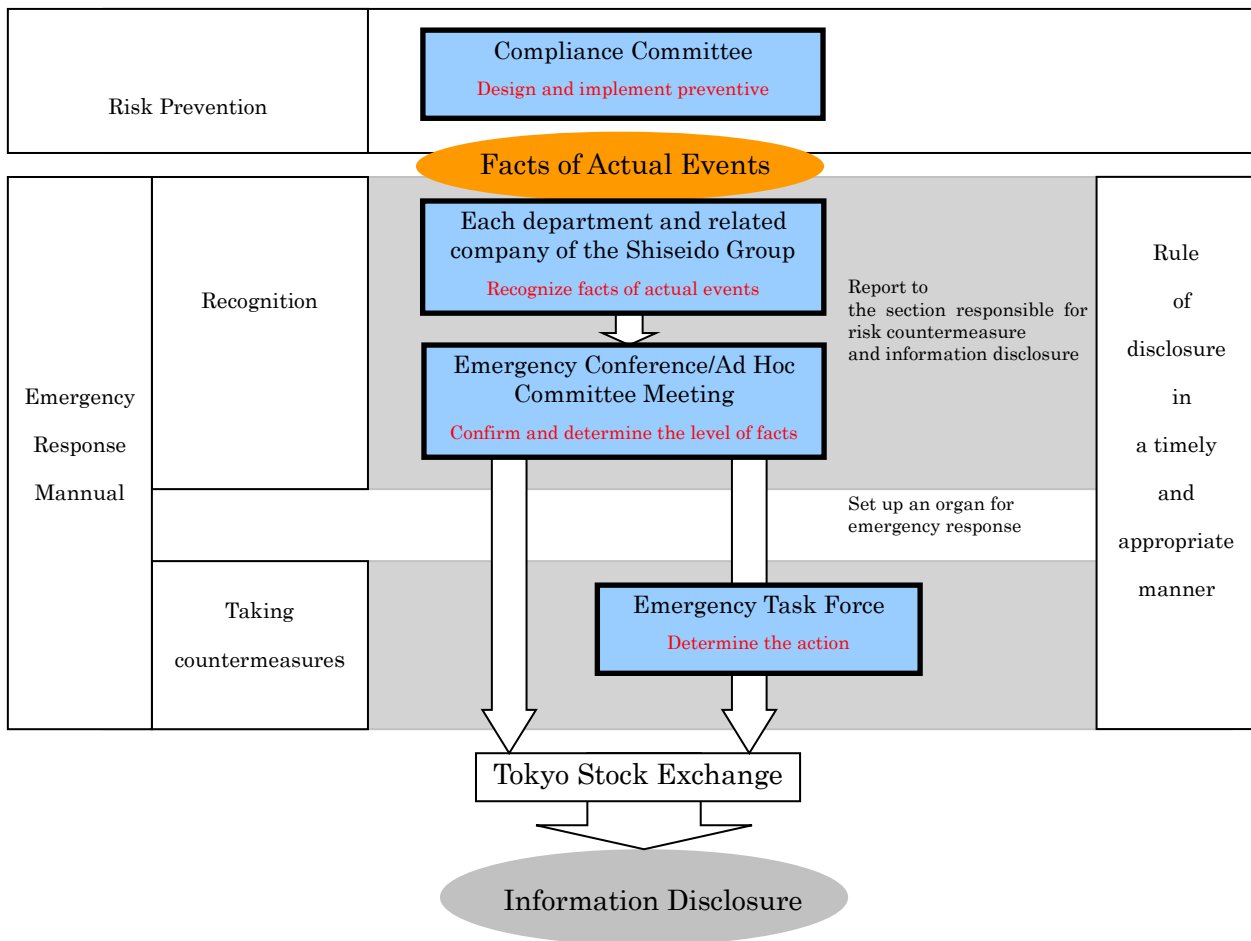 Compliance Committee
Design and implement preventive
Risk Prevention
Facts of Actual Events
Each department and related
company of the Shiseido Group
Recognize facts of actual events
Recognition
Report to
the section responsible for
risk countermeasure
and information disclosure
Emergency Conference/Ad Hoc
Committee Meeting
Confirm and determine the level of facts
Emergency
Response
Mannual
Set up an organ for
emergency response
Rule
of
disclosure
in
a timely
and
appropriate
manner
Taking
countermeasures
Emergency Task Force
Determine the action
Tokyo Stock Exchange
Information Disclosure